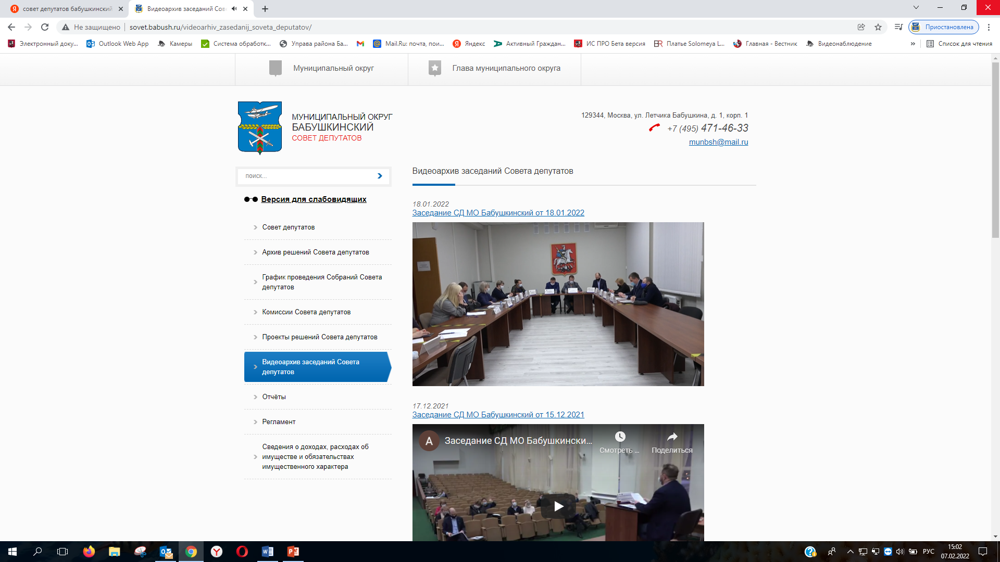 совет депутатов бабушкинский
Видеоархив заседаний Сов
Не защищено
sovet.babush.ru/videoarhiv_zasedanij_soveta_deputatov/
Приостановлена
Электронный доку...
Outlook Web App
Камеры
Система обработк...
Управа района Ба...
Mail.Ru: почта, пои...
Яндекс
Активный Граждан...
ИС ПРО Бета версия
Платье Solomeya L...
Главная - Вестник
Видеонаблюдение
»
Список для чтения
Муниципальный округ
Глава муниципального округа
МУНИЦИПАЛЬНЫЙ ОКРУГ
БАБУШКИНСКИЙ
СОВЕТ ДЕПУТАТОВ
129344, Москва, ул. Летчика Бабушкина, д. 1, корп. 1
+7 (495) 471-46-33
munbsh@mail.ru
поиск...
Версия для слабовидящих
Совет депутатов
Архив решений Совета депутатов
График проведения Собраний Совета
депутатов
Комиссии Совета депутатов
Проекты решений Совета депутатов
Видеоархив заседаний Совета
депутатов
Отчёты
Регламент
Сведения о доходах, расходах об
имуществе и обязательствах
имущественного характера
Видеоархив заседаний Совета депутатов
18.01.2022
Заседание СД МО Бабушкинский от 18.01.2022
17.12.2021
Заседание СД МО Бабушкинский от 15.12.2021
А
Заседание СД МО Бабушкински...
Смотреть ...
Поделиться
РУС
15:02
07.02.2022